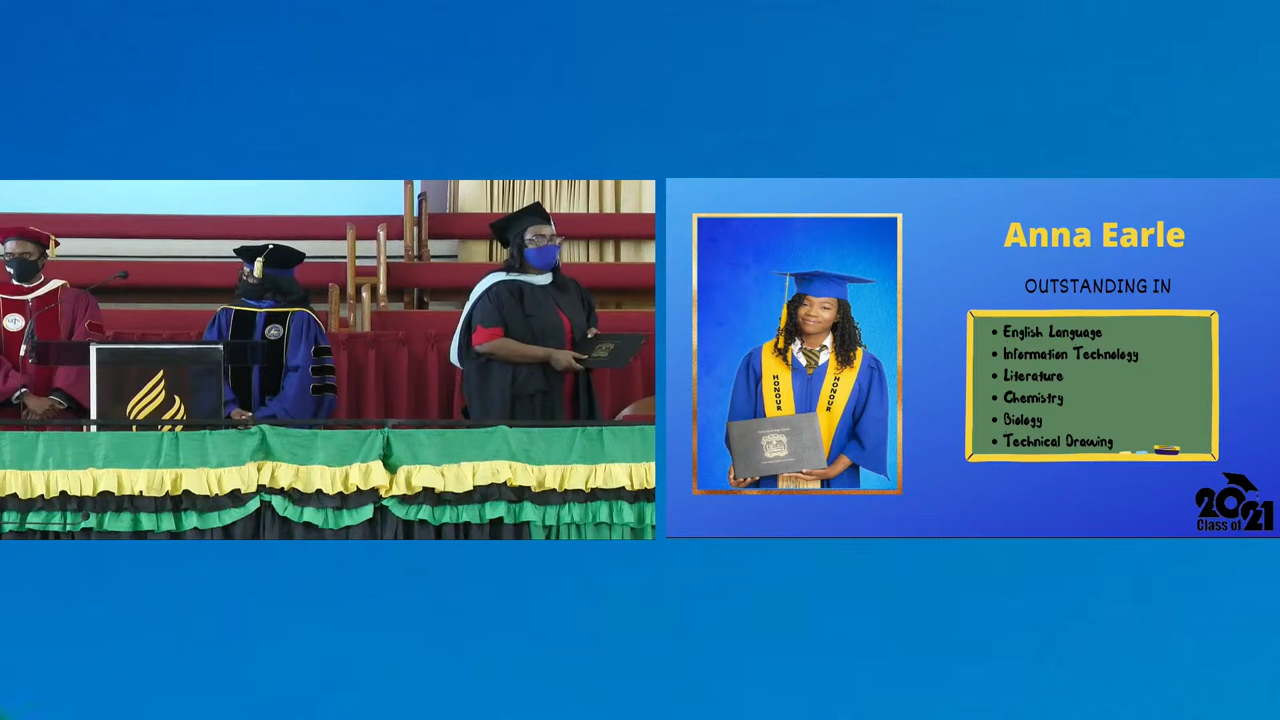 Anna Earle
OUTSTANDING IN
• English Language
• Information Technology
• Literature
• Chemistry
• Biology
• Technical Drawing
HONOUR
HONOUR
2021
Class of